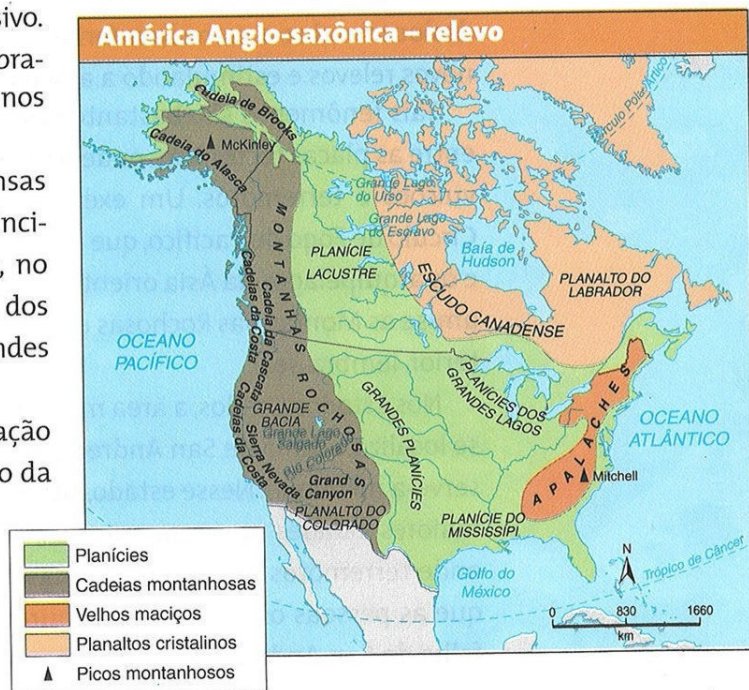 sivo.
ora-
nos
nsas
nci-
, no
dos
ndes
ação
o da
América Anglo-saxônica – relevo
Círculo Polar Ártico
Cadeia de Brooks
McKinley
Cadeia do Alasca
Grande Lago
do Urso
Grande Lago
do Escravo
MONTANHAS ROCHOSAS
PLANÍCIE
LACUSTRE
Baía de
Hudson
ESCUDO CANADENSE
PLANALTO DO
LABRADOR
OCEANO
PACÍFICO
Cadeias da Costa
Cadeia da Cascata
PLANÍCIES DOS
GRANDES LAGOS
GRANDES PLANÍCIES
APALACHES
OCEANO
ATLÂNTICO
GRANDE
BACIA
Grande Lago
Salgado
Rio Colorado
Sierra Nevada
Cadeias da Costa
Grand
Canyon
PLANALTO DO
COLORADO
Mitchell
PLANÍCIE DO
MISSISSÍPI
Golfo do
México
N
Trópico de Câncer
0 830 1660
km
Planícies
Cadeias montanhosas
Velhos maciços
Planaltos cristalinos
Picos montanhosos